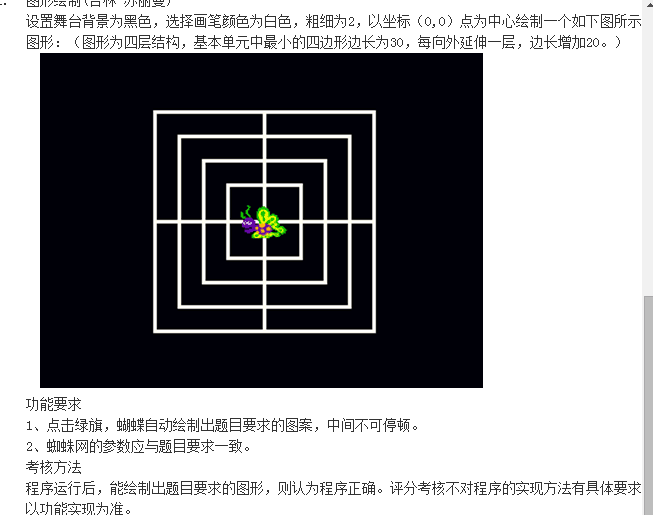 图形绘制(吉林 苏丽曼)
设置舞台背景为黑色，选择画笔颜色为白色，粗细为2，以坐标（0,0）点为中心绘制一个如下图所示
图形：（图形为四层结构，基本单元中最小的四边形边长为30，每向外延伸一层，边长增加20。）
功能要求
1、点击绿旗，蝴蝶自动绘制出题目要求的图案，中间不可停顿。
2、蜘蛛网的参数应与题目要求一致。
考核方法
程序运行后，能绘制出题目要求的图形，则认为程序正确。评分考核不对程序的实现方法有具体要求
以功能实现为准。